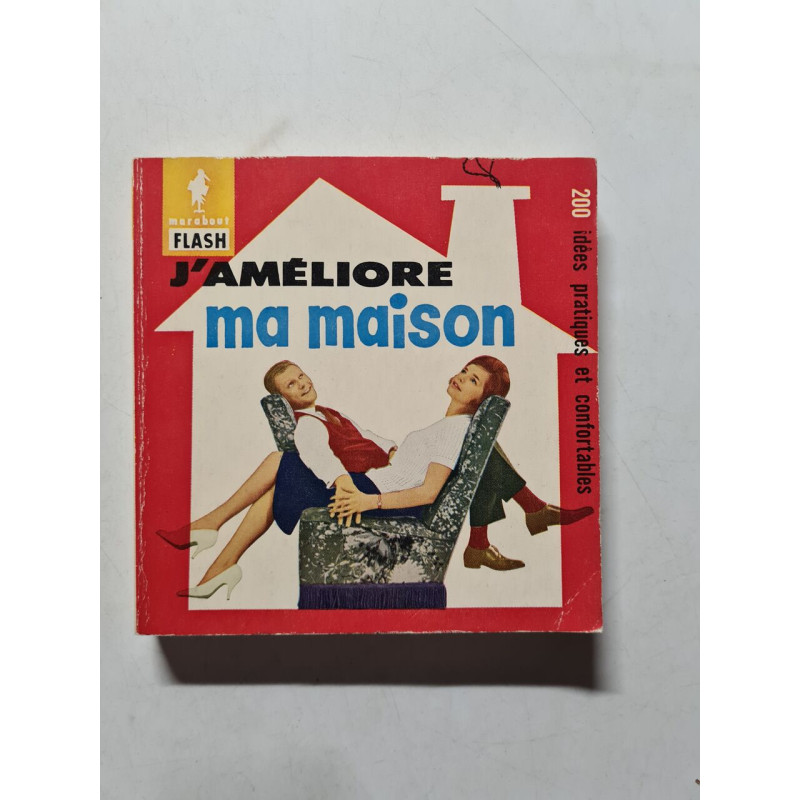 marabout
FLASH
J'AMÉLIORE
ma maison
200 idées pratiques et confortables